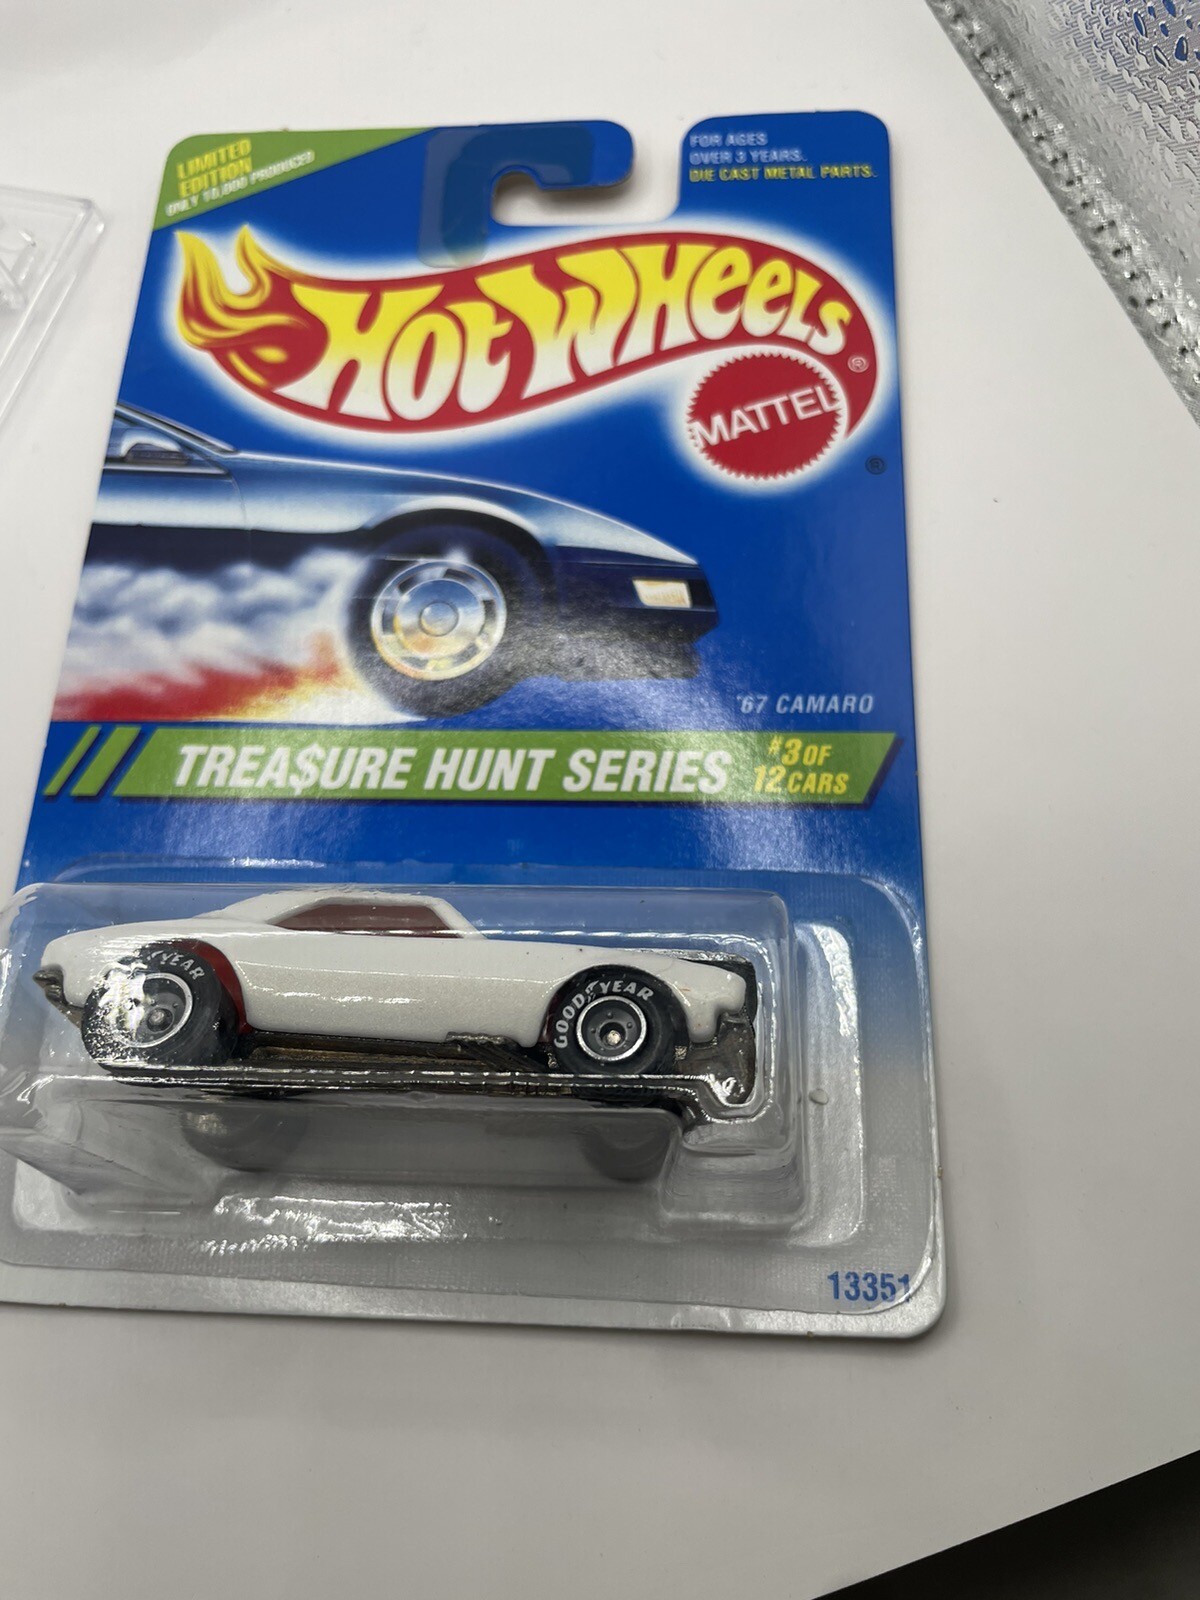 LIMITED
EDITION
ONLY 10,000 PRODUCED
FOR AGES
OVER 3 YEARS.
DIE CAST METAL PARTS.
HOT WHEELS
®
MATTEL
®
'67 CAMARO
TREA$URE HUNT SERIES
#3 OF
12 CARS
YEAR
GOODYEAR
13351